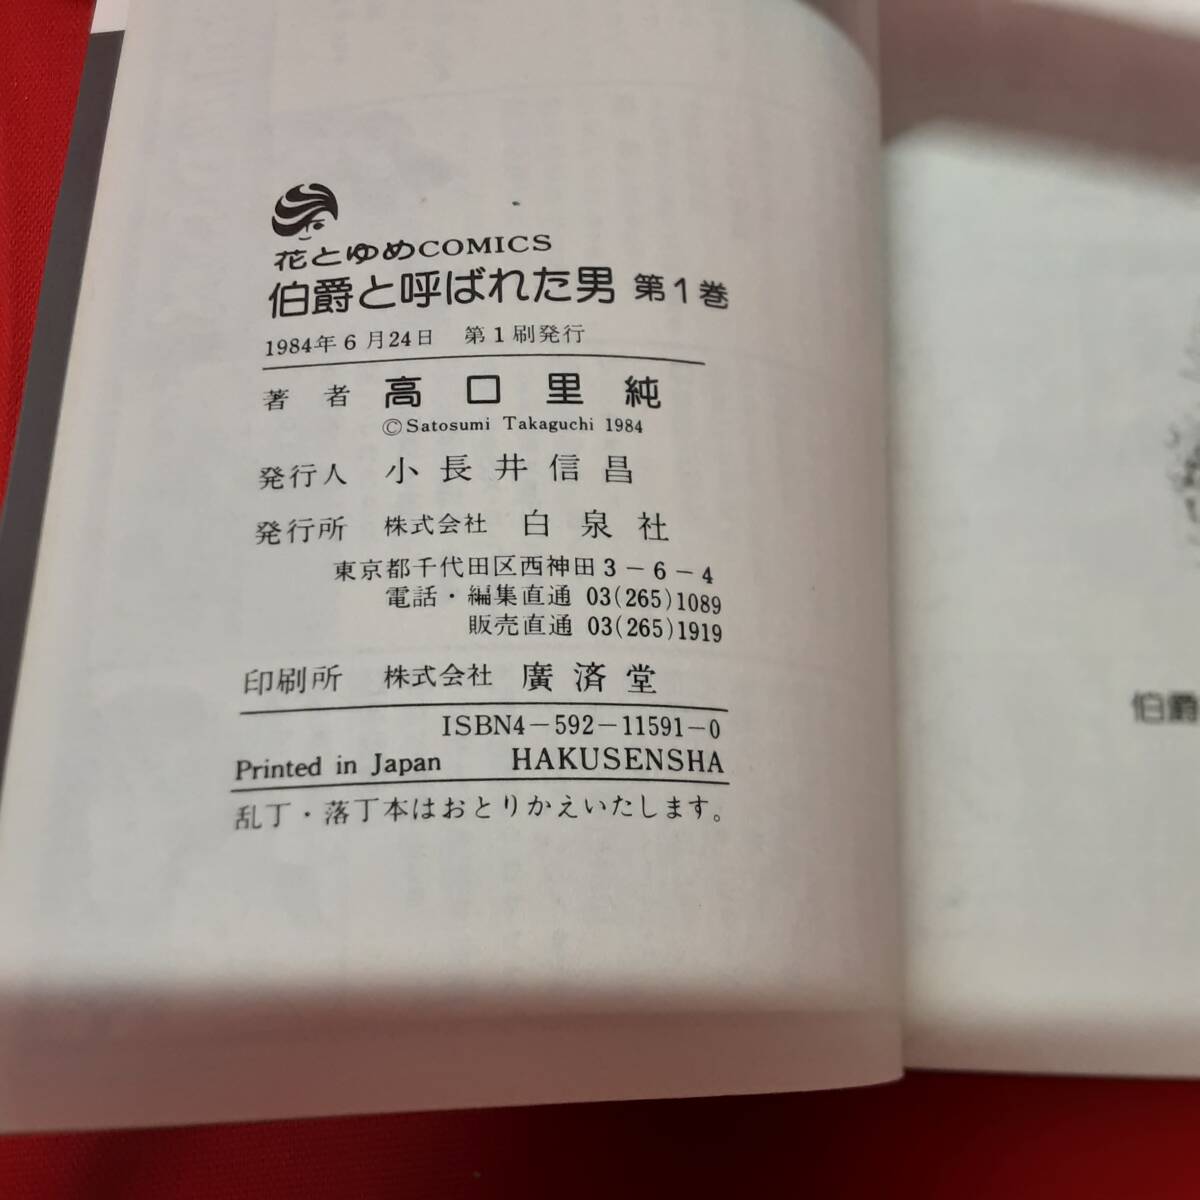 花とゆめCOMICS
伯爵と呼ばれた男 第1巻
1984年6月24日 第1刷発行
著者 高口里純
©Satosumi Takaguchi 1984
発行人 小長井信昌
発行所 株式会社 白泉社
東京都千代田区西神田3-6-4
電話・編集直通 03(265)1089
販売直通 03(265)1919
印刷所 株式会社 廣済堂
ISBN4-592-11591-0
Printed in Japan HAKUSENSHA
乱丁・落丁本はおとりかえいたします。
伯爵